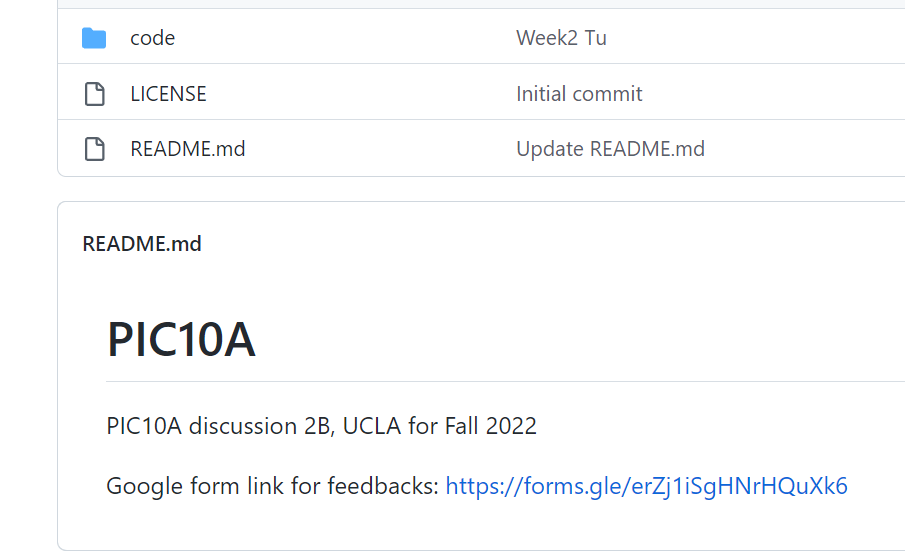 code Week2 Tu
LICENSE Initial commit
README.md Update README.md
README.md
PIC10A
PIC10A discussion 2B, UCLA for Fall 2022
Google form link for feedbacks: https://forms.gle/erZj1iSgHNrHQuXk6